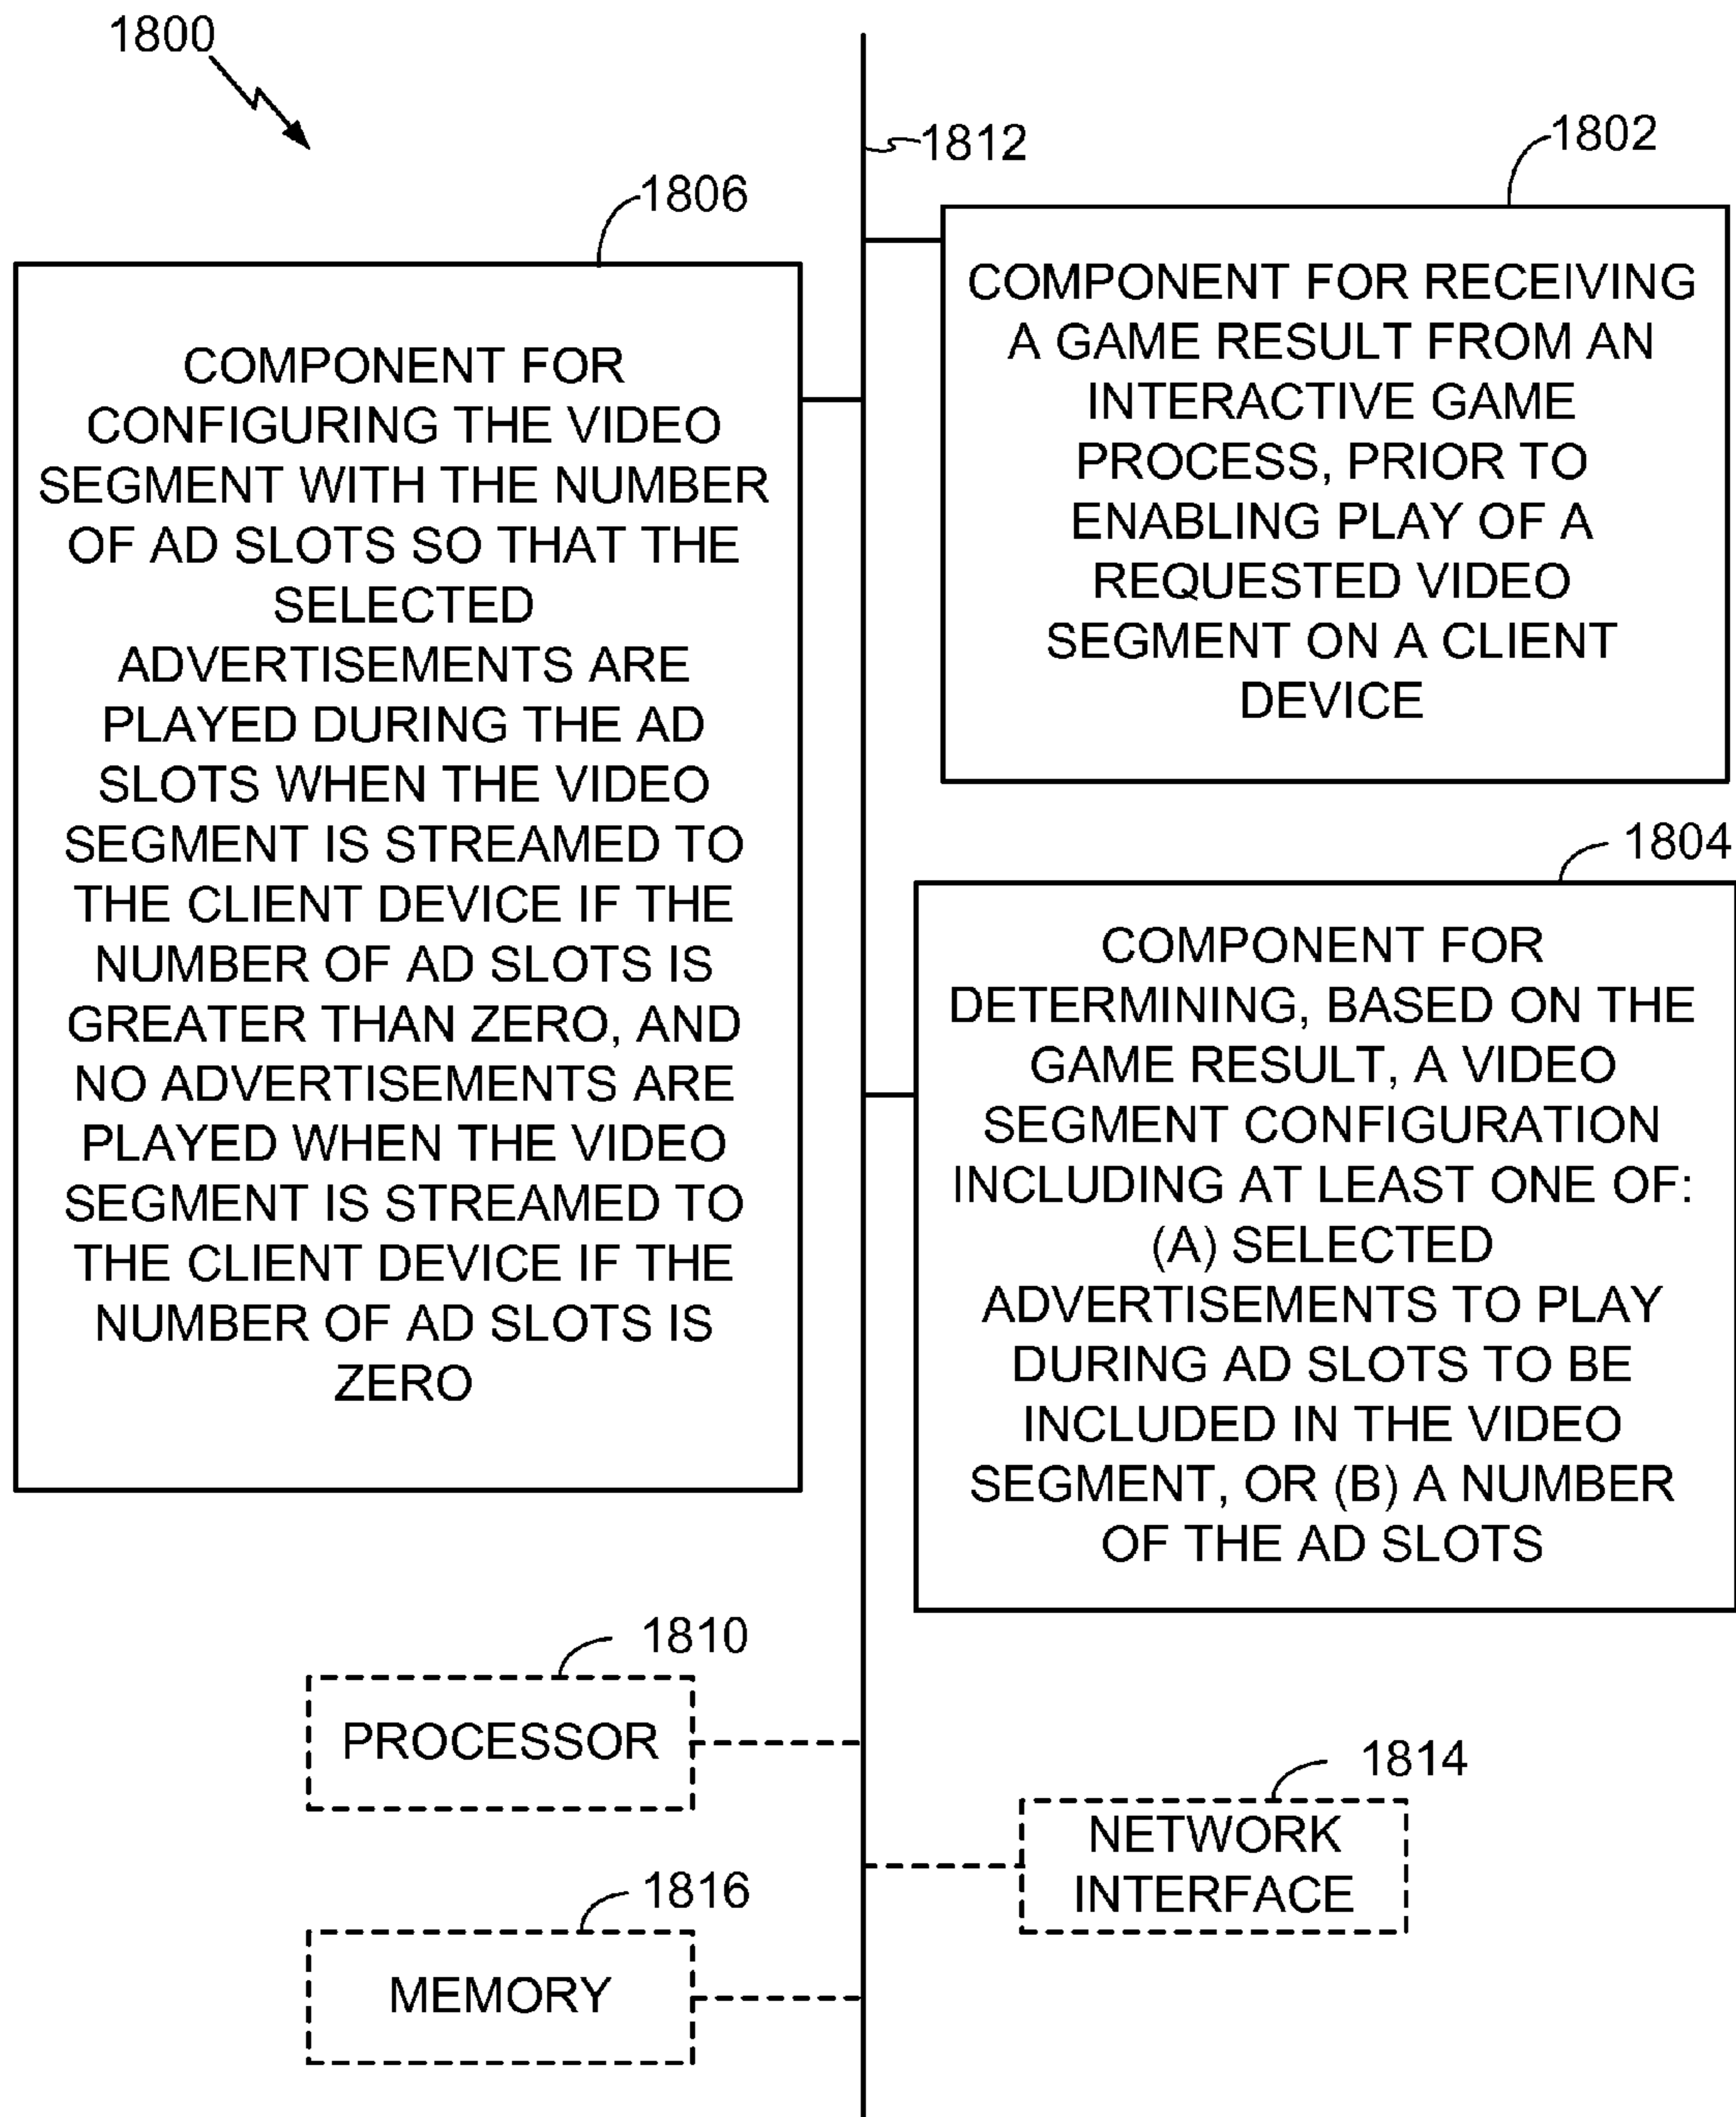 1800
1812
1802
COMPONENT FOR RECEIVING
A GAME RESULT FROM AN
INTERACTIVE GAME
PROCESS, PRIOR TO
ENABLING PLAY OF A
REQUESTED VIDEO
SEGMENT ON A CLIENT
DEVICE
1806
COMPONENT FOR
CONFIGURING THE VIDEO
SEGMENT WITH THE NUMBER
OF AD SLOTS SO THAT THE
SELECTED
ADVERTISEMENTS ARE
PLAYED DURING THE AD
SLOTS WHEN THE VIDEO
SEGMENT IS STREAMED TO
THE CLIENT DEVICE IF THE
NUMBER OF AD SLOTS IS
GREATER THAN ZERO, AND
NO ADVERTISEMENTS ARE
PLAYED WHEN THE VIDEO
SEGMENT IS STREAMED TO
THE CLIENT DEVICE IF THE
NUMBER OF AD SLOTS IS
ZERO
1804
COMPONENT FOR
DETERMINING, BASED ON THE
GAME RESULT, A VIDEO
SEGMENT CONFIGURATION
INCLUDING AT LEAST ONE OF:
(A) SELECTED
ADVERTISEMENTS TO PLAY
DURING AD SLOTS TO BE
INCLUDED IN THE VIDEO
SEGMENT, OR (B) A NUMBER
OF THE AD SLOTS
1810
PROCESSOR
1814
NETWORK
INTERFACE
1816
MEMORY